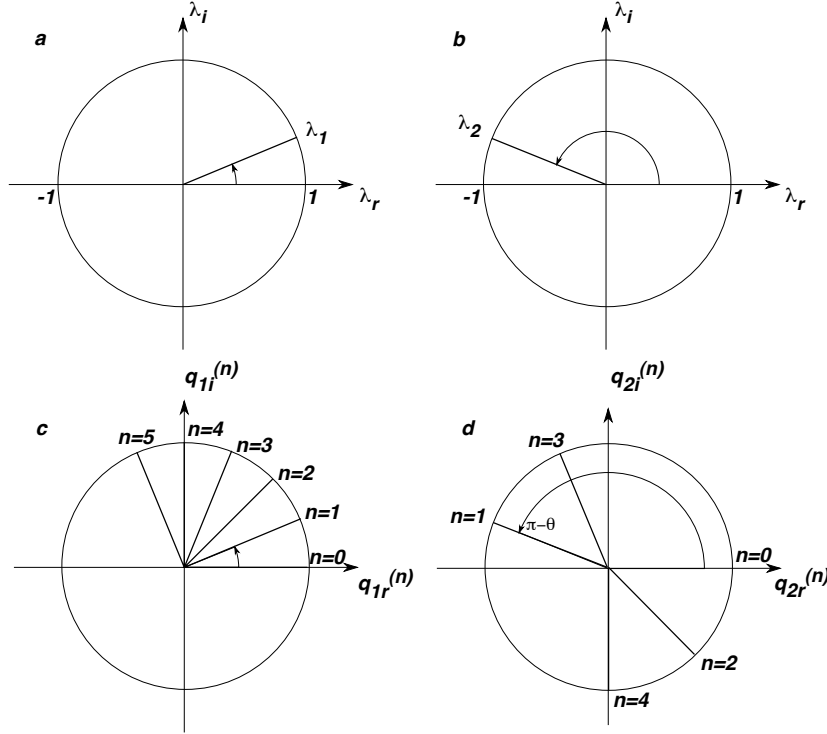 a
λi
λ1
-1
1
λr
b
λi
λ2
-1
1
λr
c
q1i(n)
n=5
n=4
n=3
n=2
n=1
n=0
q1r(n)
d
q2i(n)
n=3
n=1
π−θ
n=0
q2r(n)
n=2
n=4